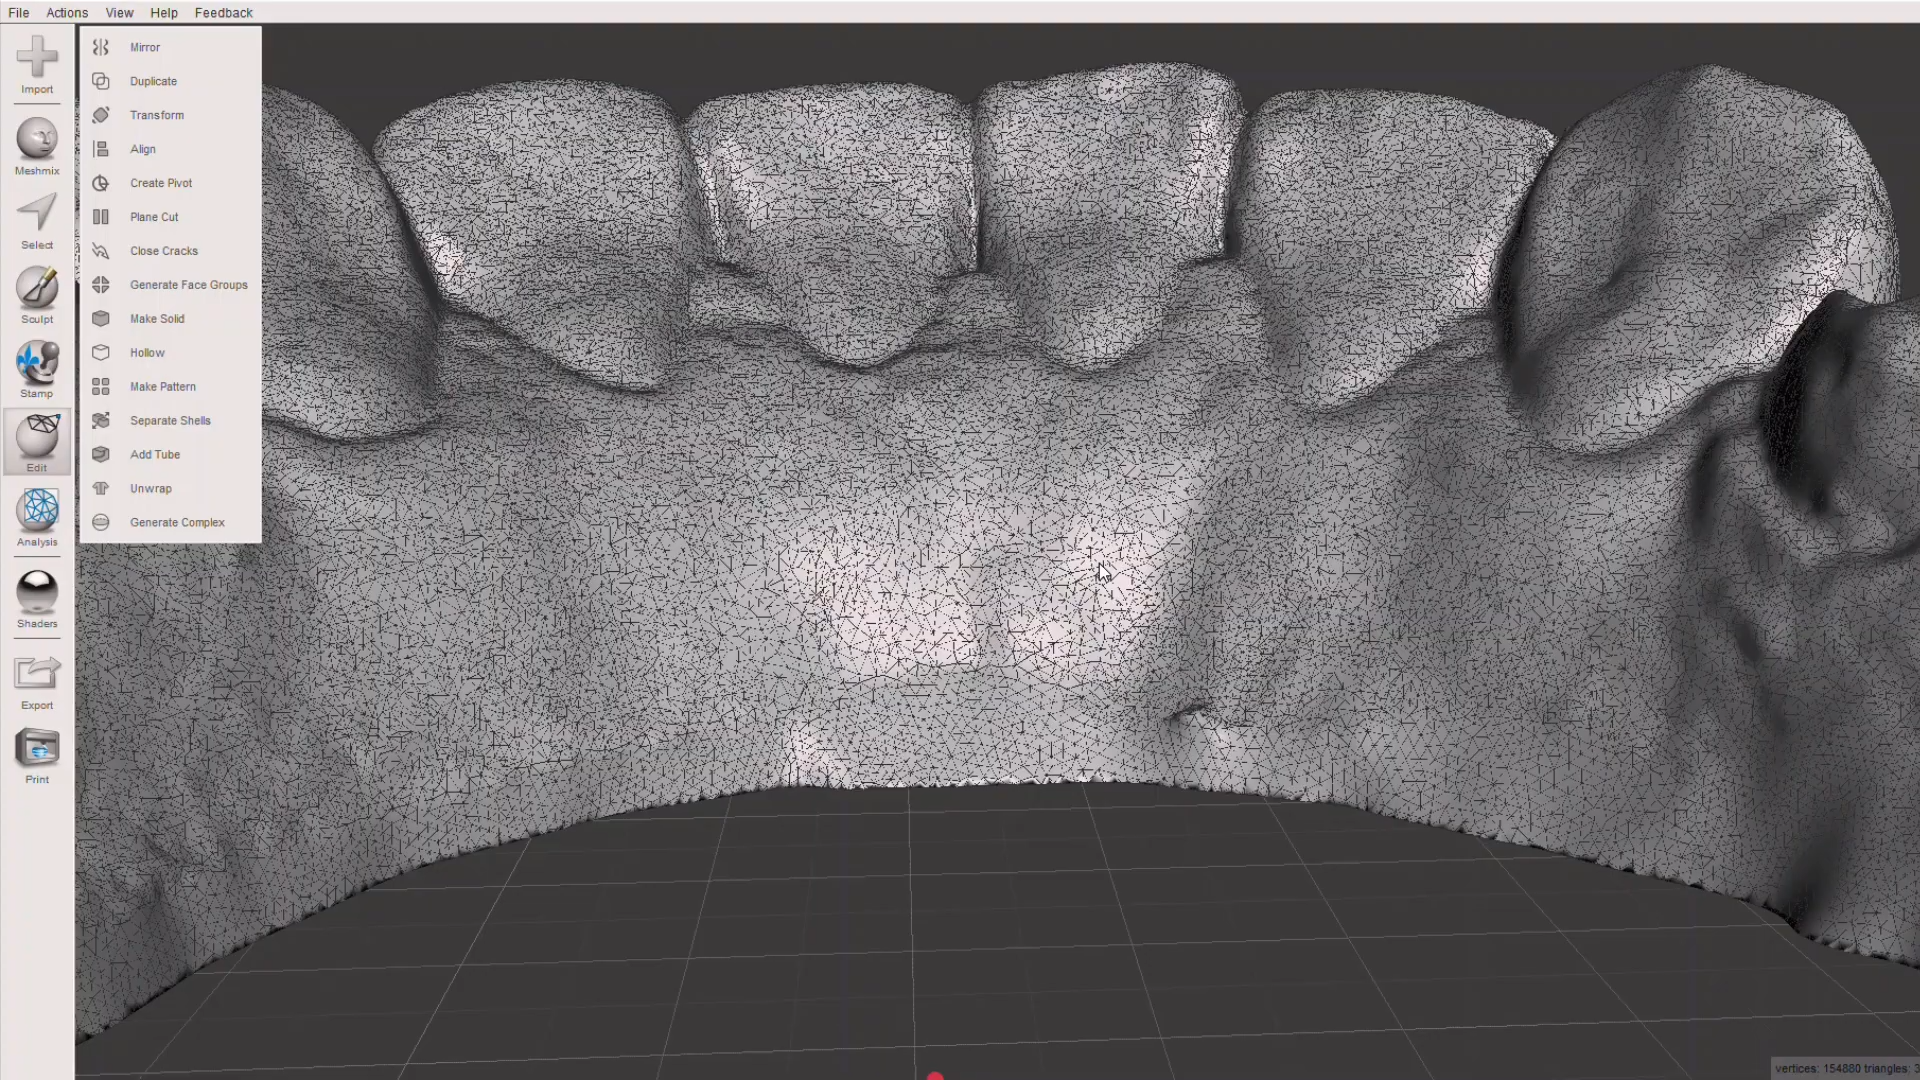 File Actions View Help Feedback
Import
Meshmix
Select
Sculpt
Stamp
Edit
Analysis
Shaders
Export
Print
Mirror
Duplicate
Transform
Align
Create Pivot
Plane Cut
Close Cracks
Generate Face Groups
Make Solid
Hollow
Make Pattern
Separate Shells
Add Tube
Unwrap
Generate Complex
vertices: 154880 triangles: 3